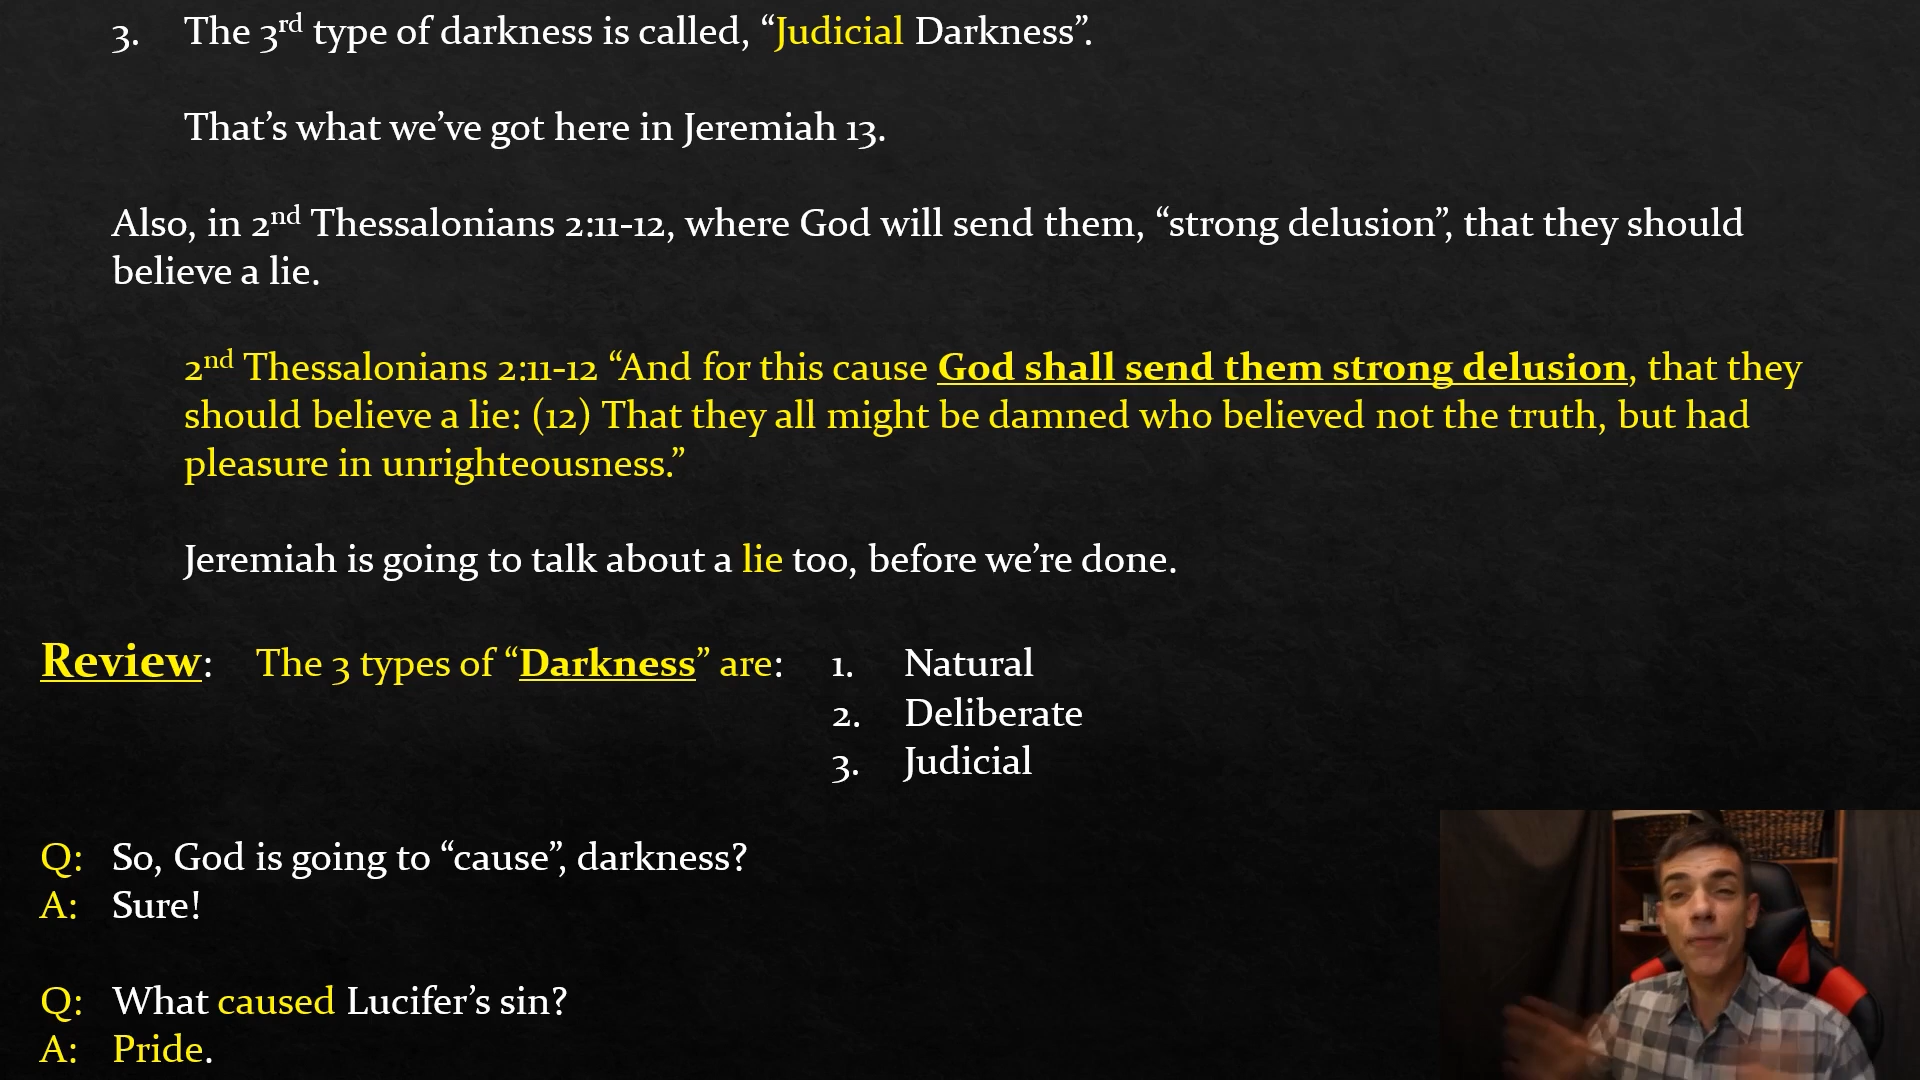 3. The 3rd type of darkness is called, “Judicial Darkness”.
That’s what we’ve got here in Jeremiah 13.
Also, in 2nd Thessalonians 2:11-12, where God will send them, “strong delusion”, that they should
believe a lie.
2nd Thessalonians 2:11-12 “And for this cause God shall send them strong delusion, that they
should believe a lie: (12) That they all might be damned who believed not the truth, but had
pleasure in unrighteousness.”
Jeremiah is going to talk about a lie too, before we’re done.
Review: The 3 types of “Darkness” are: 1. Natural
2. Deliberate
3. Judicial
Q: So, God is going to “cause”, darkness?
A: Sure!
Q: What caused Lucifer’s sin?
A: Pride.